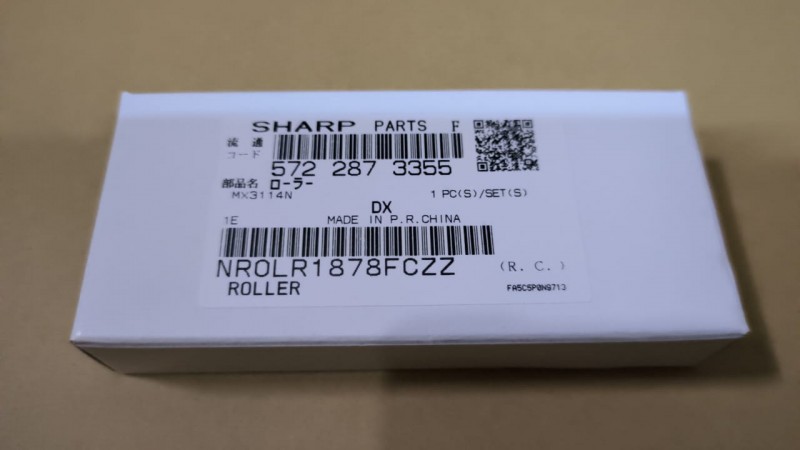 SHARP PARTS F
流通
コード
572 287 3355
部品名 ローラー
MX3114N 1 PC(S)/SET(S)
DX
1E MADE IN P.R.CHINA
NROLR1878FCZZ (R. C.)
ROLLER FA5CSP0NS713